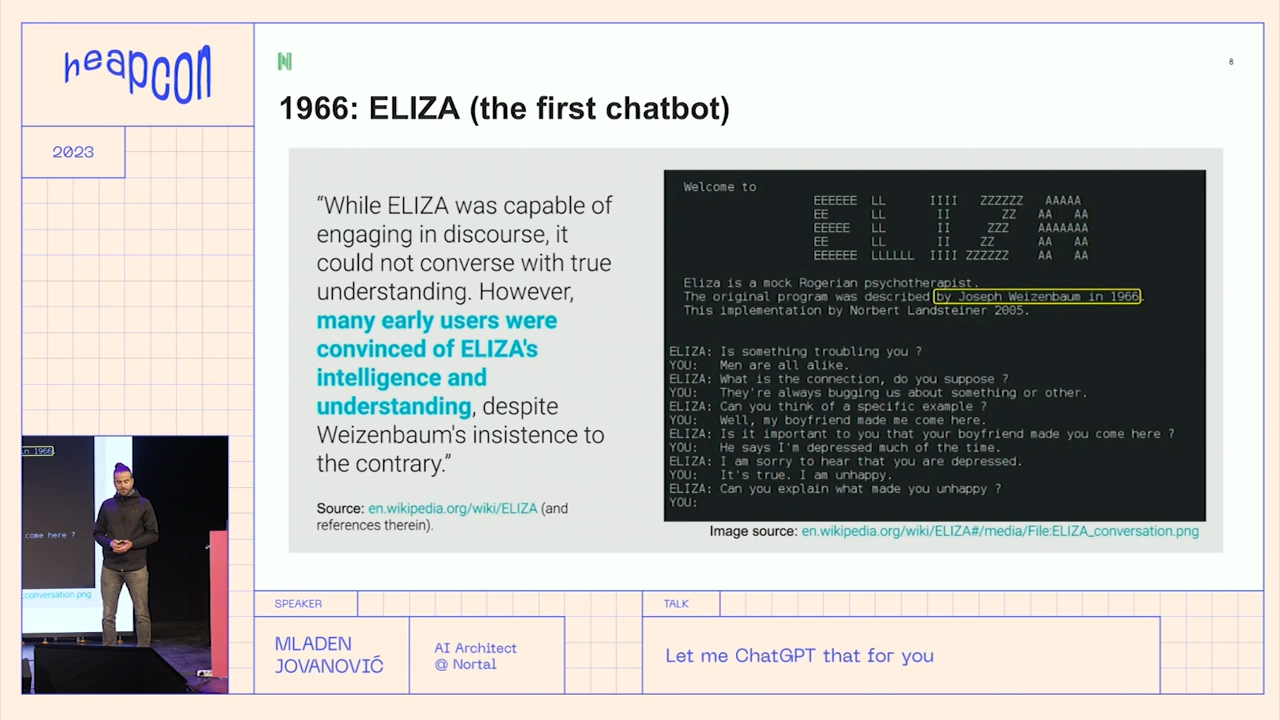 heapcon
2023
8
1966: ELIZA (the first chatbot)
“While ELIZA was capable of
engaging in discourse, it
could not converse with true
understanding. However,
many early users were
convinced of ELIZA's
intelligence and
understanding, despite
Weizenbaum's insistence to
the contrary.”
Source: en.wikipedia.org/wiki/ELIZA (and
references therein).
Welcome to
EEEEEE LL IIII ZZZZZZ AAAAA
EE LL II ZZ AA AA
EEEEE LL II ZZZ AAAAAAA
EE LL II ZZ AA AA
EEEEEE LLLLLL IIII ZZZZZZ AA AA
Eliza is a mock Rogerian psychotherapist.
The original program was described by Joseph Weizenbaum in 1966.
This implementation by Norbert Landsteiner 2005.
ELIZA: Is something troubling you ?
YOU: Men are all alike.
ELIZA: What is the connection, do you suppose ?
YOU: They're always bugging us about something or other.
ELIZA: Can you think of a specific example ?
YOU: Well, my boyfriend made me come here.
ELIZA: Is it important to you that your boyfriend made you come here ?
YOU: He says I'm depressed much of the time.
ELIZA: I am sorry to hear that you are depressed.
YOU: It's true. I am unhappy.
ELIZA: Can you explain what made you unhappy ?
YOU:
Image source: en.wikipedia.org/wiki/ELIZA#/media/File:ELIZA_conversation.png
in 1966
come here ?
_conversation.png
SPEAKER
MLADEN
JOVANOVIĆ
AI Architect
@ Nortal
TALK
Let me ChatGPT that for you